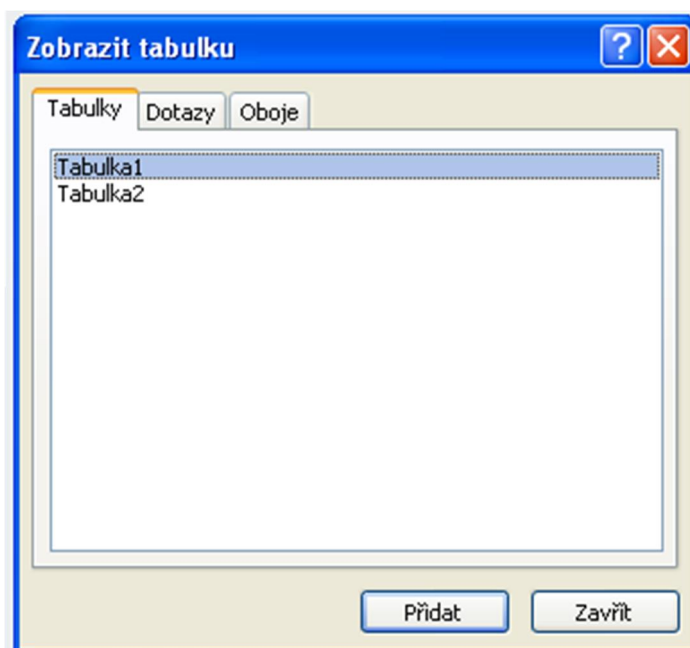 Zobrazit tabulku ?
Tabulky Dotazy Oboje
Tabulka1
Tabulka2
Přidat Zavřít